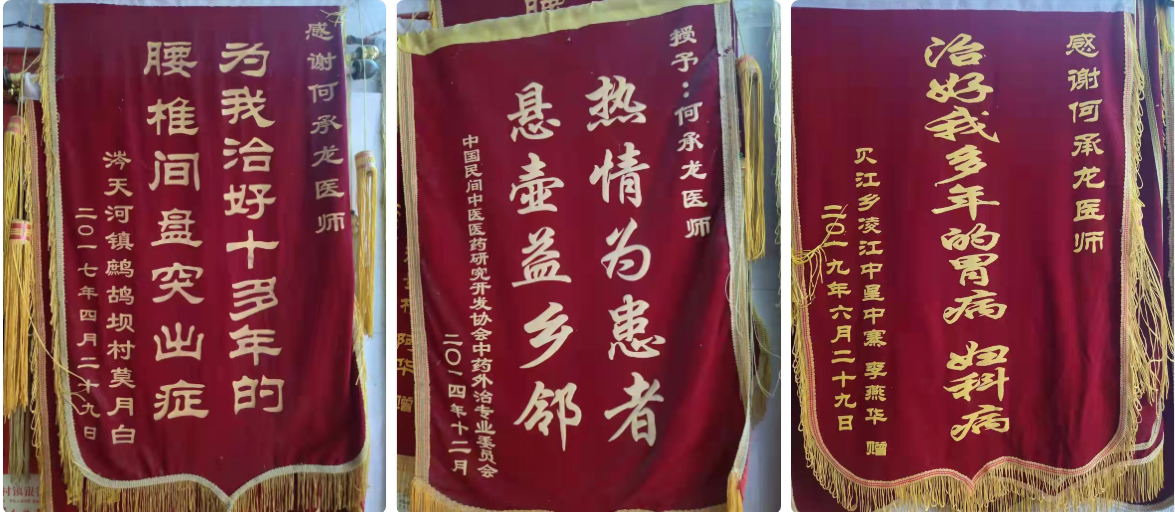 感谢何承龙医师
为我治好十多年的
腰椎间盘突出症
涔天河镇鹧鸪坝村莫月白
二〇一七年四月二十九日
授予：何承龙医师
热情为患者
悬壶益乡邻
中国民间中医医药研究开发协会中药外治专业委员会
二〇一四年十二月
感谢何承龙医师
治好我多年的胃病 妇科病
贝江乡凌江中星中寨 李燕华 赠
二〇一九年六月二十九日